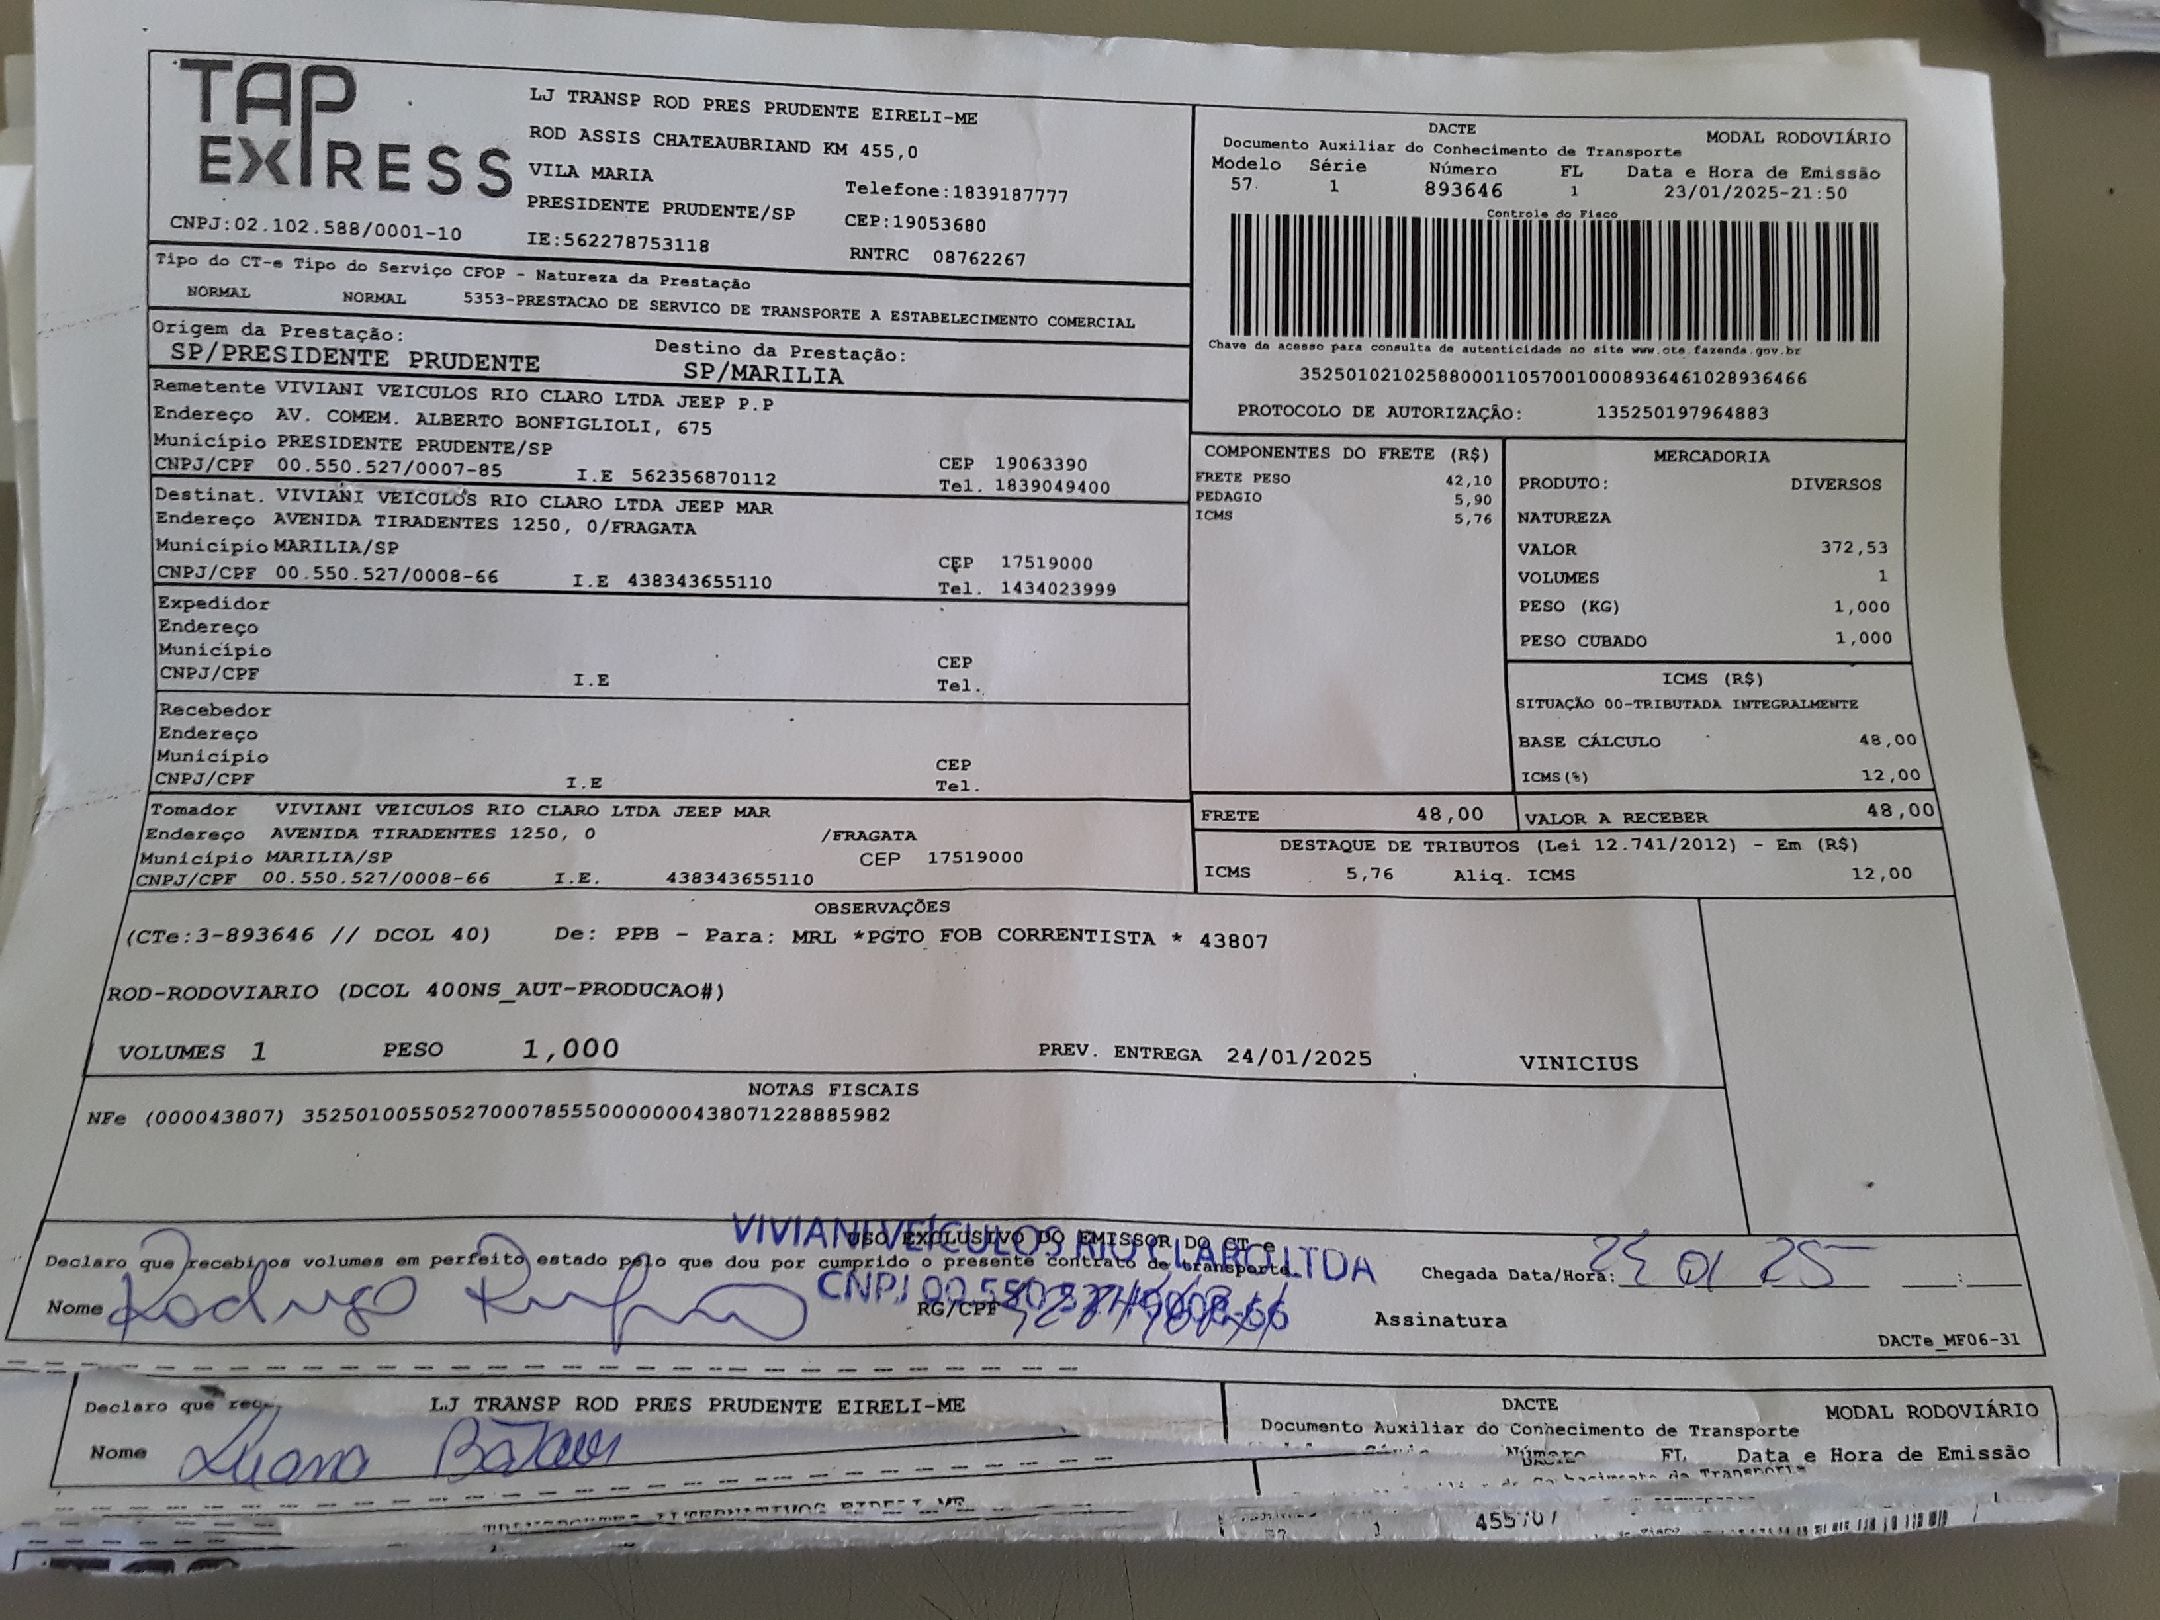 TAP EXPRESS
CNPJ:02.102.588/0001-10
LJ TRANSP ROD PRES PRUDENTE EIRELI-ME
ROD ASSIS CHATEAUBRIAND KM 455,0
VILA MARIA
Telefone:1839187777
PRESIDENTE PRUDENTE/SP CEP:19053680
IE:562278753118 RNTRC 08762267
DACTE MODAL RODOVIÁRIO
Documento Auxiliar do Conhecimento de Transporte
Modelo Série Número FL Data e Hora de Emissão
57 1 893646 1 23/01/2025-21:50
Controle do Fisco
Chave de acesso para consulta de autenticidade no site www.cte.fazenda.gov.br
35250102102588000110570010008936461028936466
PROTOCOLO DE AUTORIZAÇÃO: 135250197964883
Tipo do CT-e Tipo do Serviço CFOP - Natureza da Prestação
NORMAL NORMAL 5353-PRESTACAO DE SERVICO DE TRANSPORTE A ESTABELECIMENTO COMERCIAL
Origem da Prestação: Destino da Prestação:
SP/PRESIDENTE PRUDENTE SP/MARILIA
Remetente VIVIANI VEICULOS RIO CLARO LTDA JEEP P.P
Endereço AV. COMEM. ALBERTO BONFIGLIOLI, 675
Município PRESIDENTE PRUDENTE/SP CEP 19063390
CNPJ/CPF 00.550.527/0007-85 I.E 562356870112 Tel. 1839049400
Destinat. VIVIANI VEICULOS RIO CLARO LTDA JEEP MAR
Endereço AVENIDA TIRADENTES 1250, 0/FRAGATA
Município MARILIA/SP CEP 17519000
CNPJ/CPF 00.550.527/0008-66 I.E 438343655110 Tel. 1434023999
Expedidor
Endereço
Município CEP
CNPJ/CPF I.E Tel.
Recebedor
Endereço
Município CEP
CNPJ/CPF I.E Tel.
Tomador VIVIANI VEICULOS RIO CLARO LTDA JEEP MAR
Endereço AVENIDA TIRADENTES 1250, 0 /FRAGATA
Município MARILIA/SP CEP 17519000
CNPJ/CPF 00.550.527/0008-66 I.E. 438343655110
COMPONENTES DO FRETE (R$)
FRETE PESO 42,10
PEDAGIO 5,90
ICMS 5,76
MERCADORIA
PRODUTO: DIVERSOS
NATUREZA
VALOR 372,53
VOLUMES 1
PESO (KG) 1,000
PESO CUBADO 1,000
ICMS (R$)
SITUAÇÃO 00-TRIBUTADA INTEGRALMENTE
BASE CÁLCULO 48,00
ICMS(%) 12,00
FRETE 48,00 VALOR A RECEBER 48,00
DESTAQUE DE TRIBUTOS (Lei 12.741/2012) - Em (R$)
ICMS 5,76 Aliq. ICMS 12,00
OBSERVAÇÕES
(CTe:3-893646 // DCOL 40) De: PPB - Para: MRL *PGTO FOB CORRENTISTA * 43807
ROD-RODOVIARIO (DCOL 400NS_AUT-PRODUCAO#)
VOLUMES 1 PESO 1,000 PREV. ENTREGA 24/01/2025 VINICIUS
NOTAS FISCAIS
NFe (000043807) 35250100550527000785550000000438071228885982
VIVIANI VEÍCULOS RIO CLARO LTDA
CNPJ 00.550.527/0008-66
USO EXCLUSIVO DO EMISSOR DO CT-e
Declaro que recebi os volumes em perfeito estado pelo que dou por cumprido o presente contrato de transporte
Chegada Data/Hora: 01 25 :
Nome Rodrigo RG/CPF Assinatura
DACTe_MF06-31
Declaro que LJ TRANSP ROD PRES PRUDENTE EIRELI-ME DACTE MODAL RODOVIÁRIO
Documento Auxiliar do Conhecimento de Transporte
Nome Luana Número FL Data e Hora de Emissão